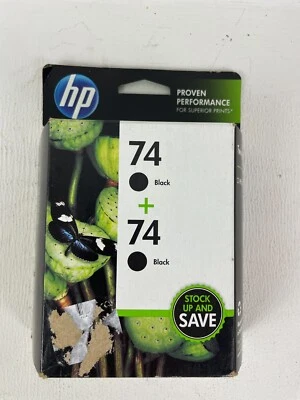 hp
PROVEN
PERFORMANCE
FOR SUPERIOR PRINTS*
74
Black
+
74
Black
STOCK
UP AND
SAVE